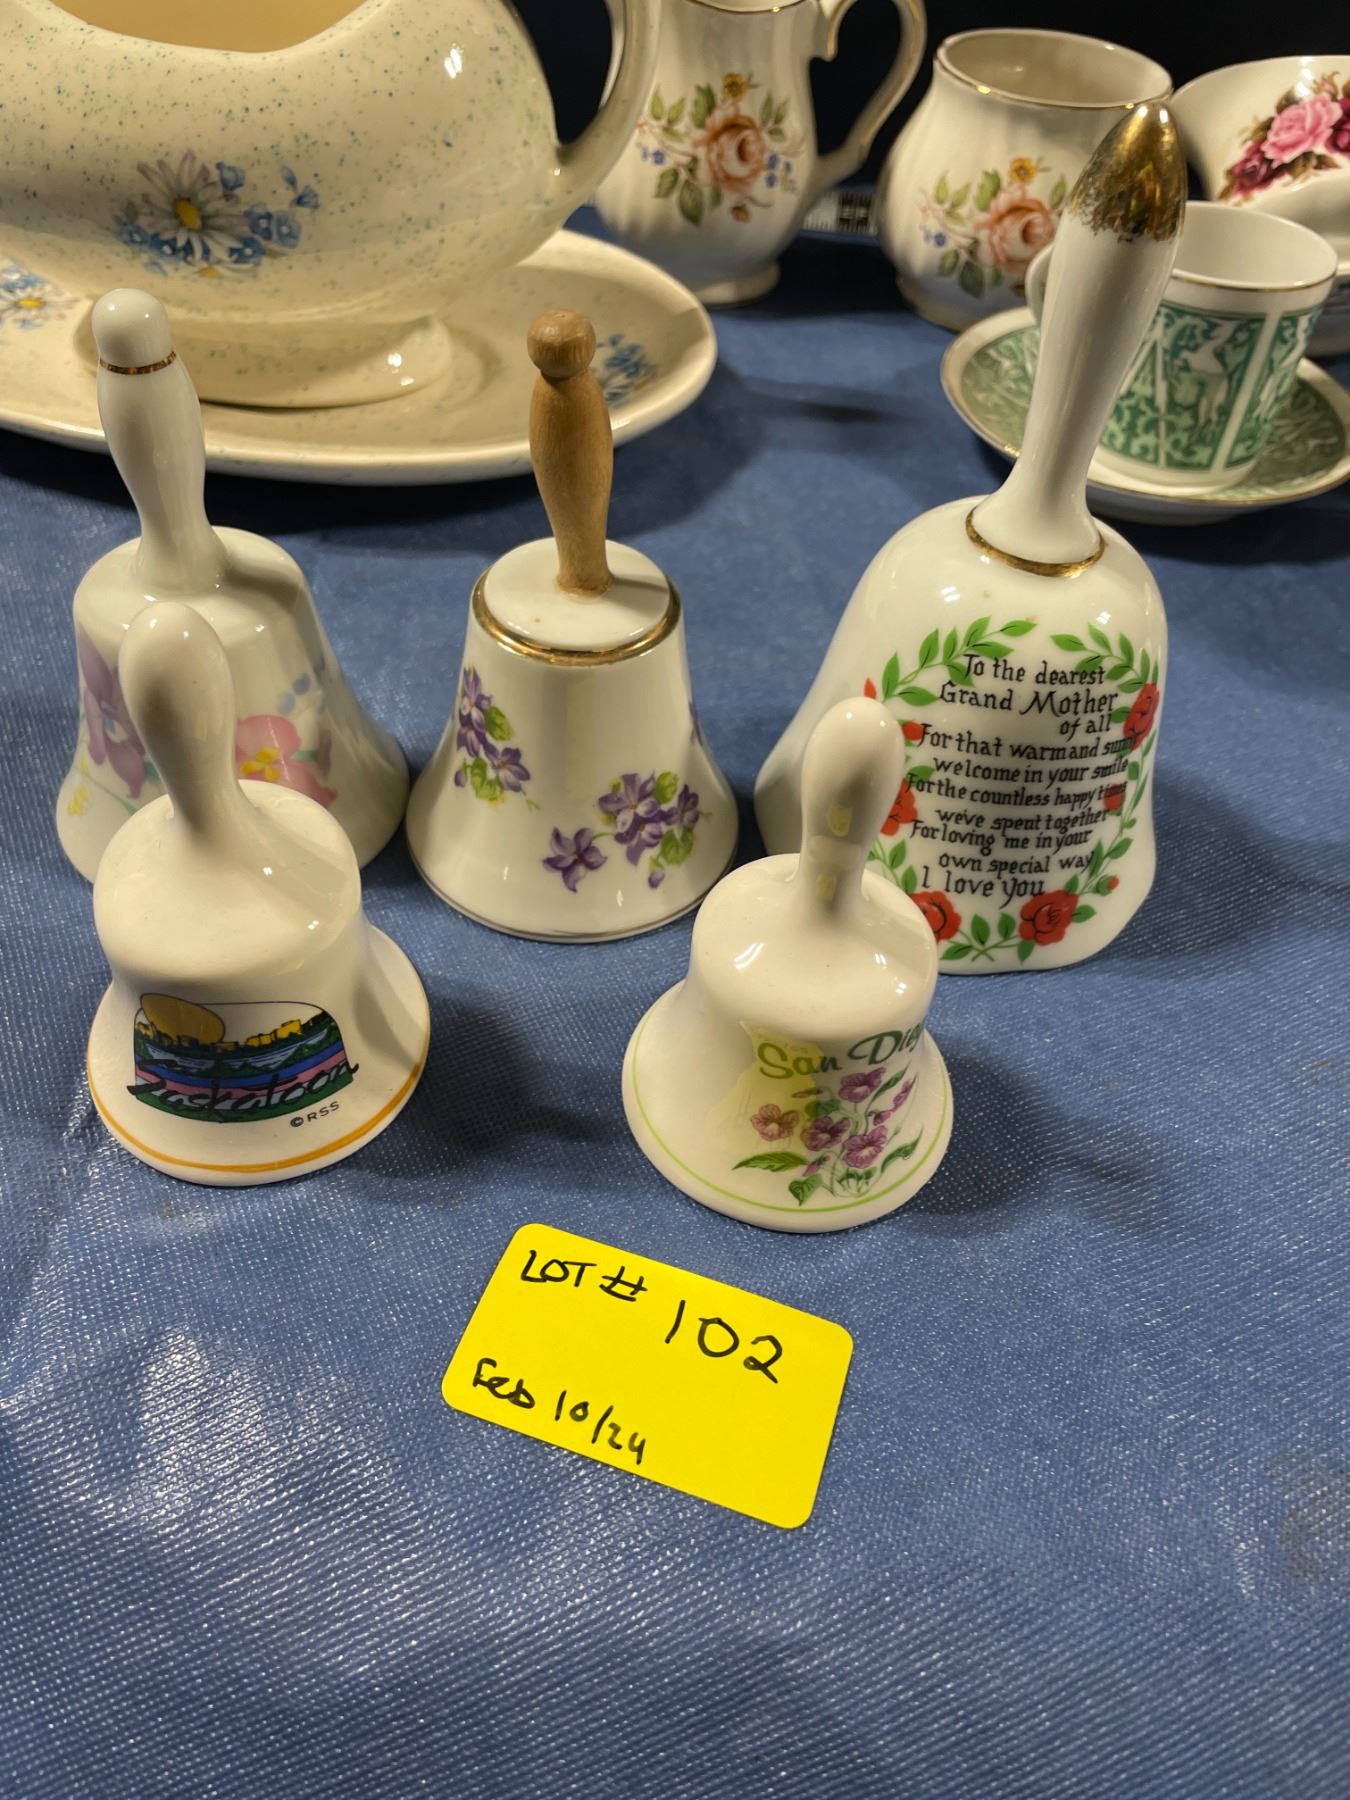 To the dearest
Grand Mother
of all
For that warm and sunny
welcome in your smile
For the countless happy times
we've spent together
For loving me in your
own special way
I love you
San Diego
Saskatoon
©RSS
LOT # 102
Feb 10/24